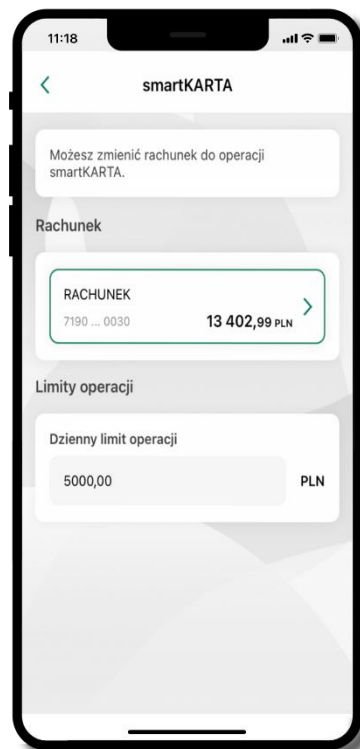 11:18
smartKARTA
Możesz zmienić rachunek do operacji
smartKARTA.
Rachunek
RACHUNEK
7190 ... 0030 13 402,99 PLN
Limity operacji
Dzienny limit operacji
5000,00 PLN